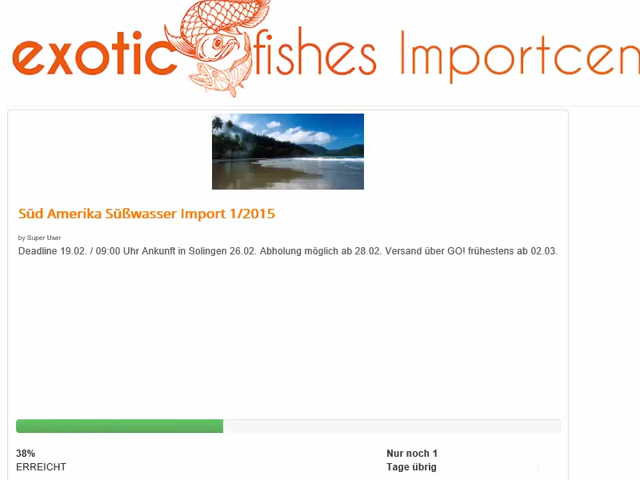 exotic fishes Importcen
Süd Amerika Süßwasser Import 1/2015
by Super User
Deadline 19.02. / 09:00 Uhr Ankunft in Solingen 26.02. Abholung möglich ab 28.02. Versand über GO! frühestens ab 02.03.
38%
ERREICHT
Nur noch 1
Tage übrig